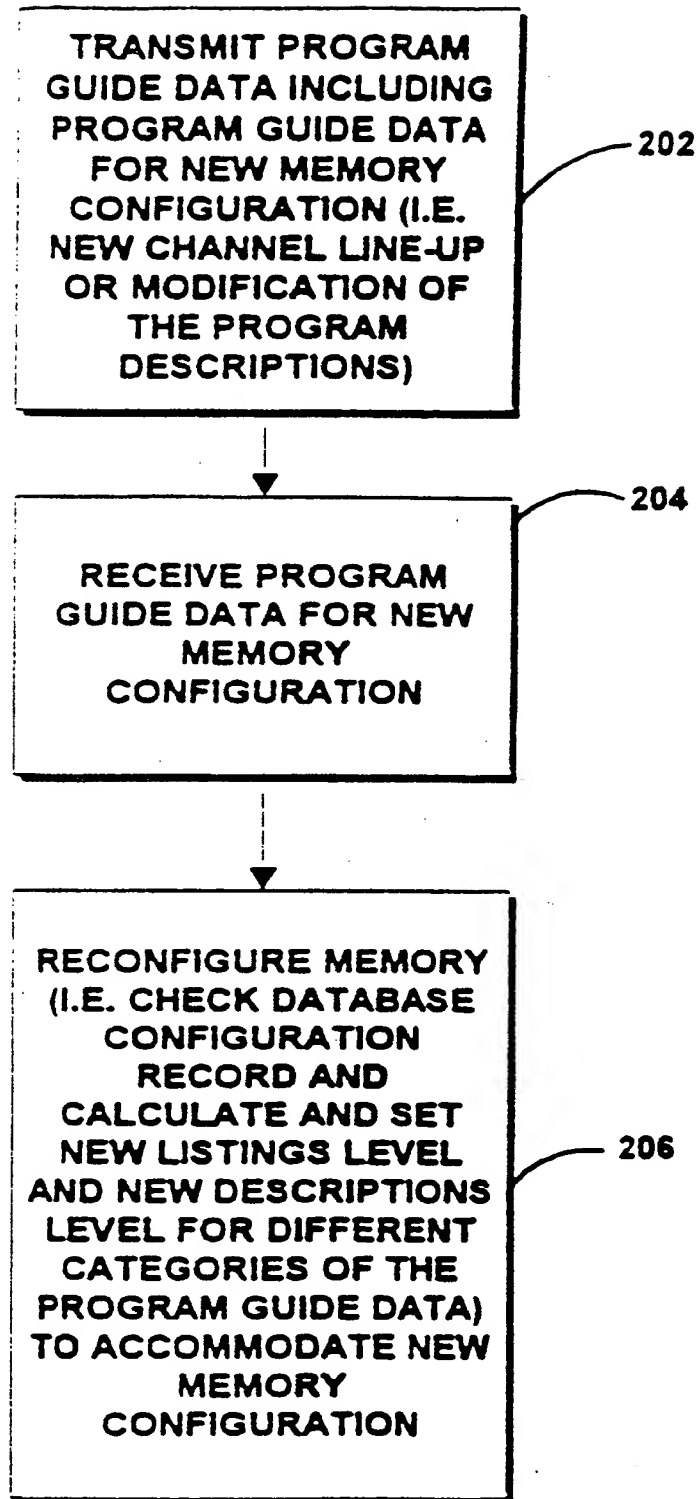 TRANSMIT PROGRAM
GUIDE DATA INCLUDING
PROGRAM GUIDE DATA
FOR NEW MEMORY
CONFIGURATION (I.E.
NEW CHANNEL LINE-UP
OR MODIFICATION OF
THE PROGRAM
DESCRIPTIONS)
202
RECEIVE PROGRAM
GUIDE DATA FOR NEW
MEMORY
CONFIGURATION
204
RECONFIGURE MEMORY
(I.E. CHECK DATABASE
CONFIGURATION
RECORD AND
CALCULATE AND SET
NEW LISTINGS LEVEL
AND NEW DESCRIPTIONS
LEVEL FOR DIFFERENT
CATEGORIES OF THE
PROGRAM GUIDE DATA)
TO ACCOMMODATE NEW
MEMORY
CONFIGURATION
206